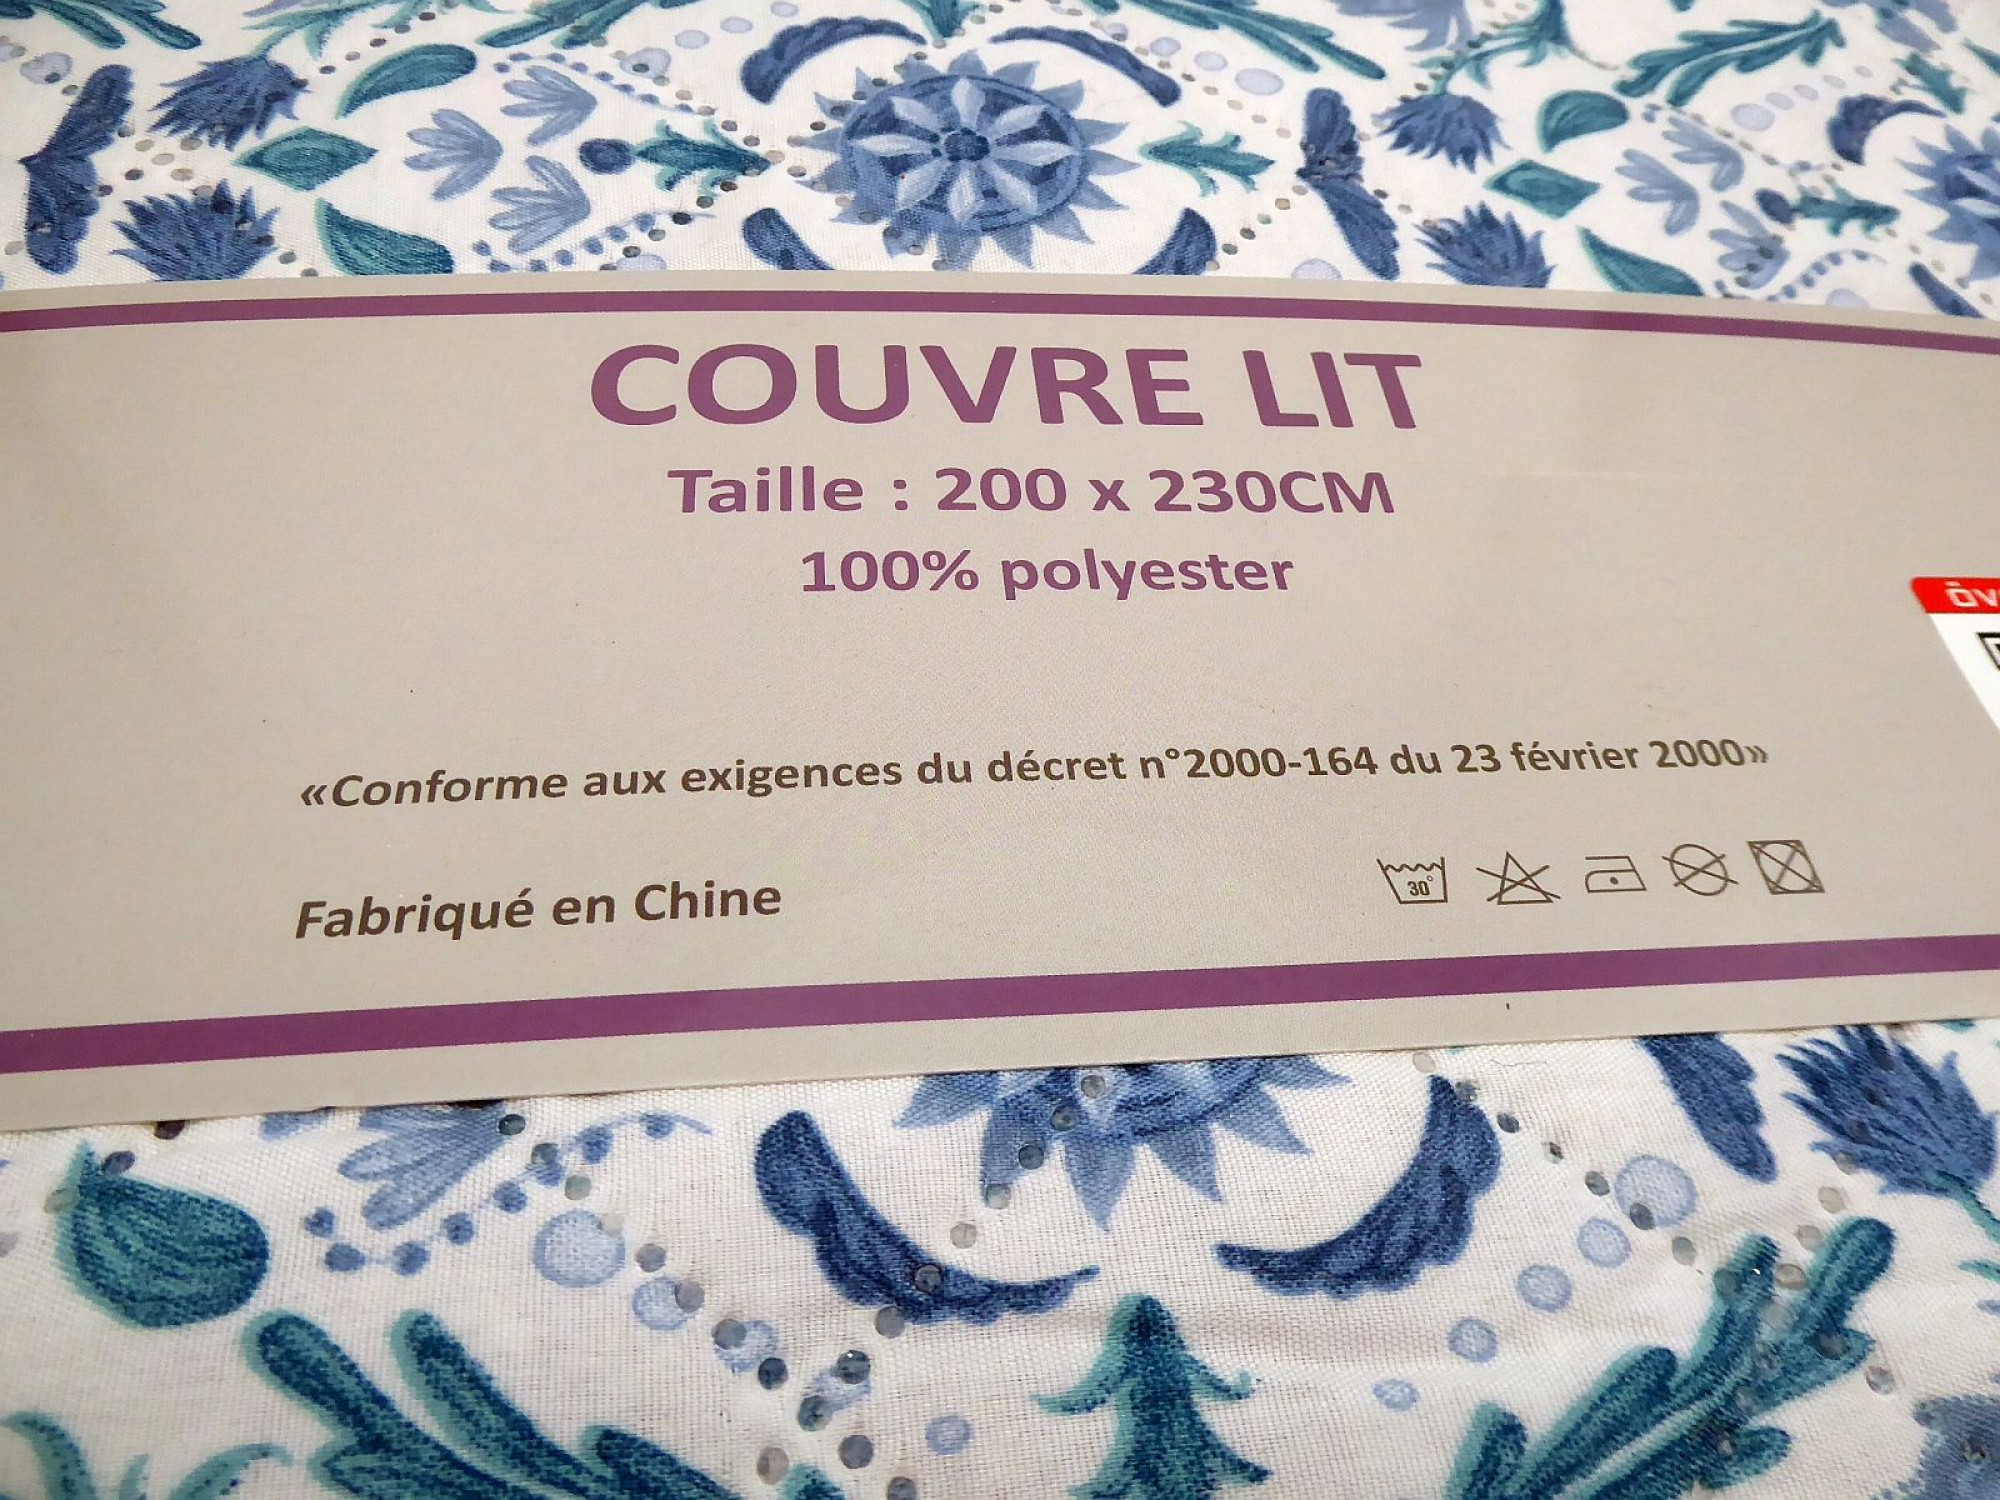 COUVRE LIT
Taille : 200 x 230CM
100% polyester
«Conforme aux exigences du décret n°2000-164 du 23 février 2000»
Fabriqué en Chine
30°